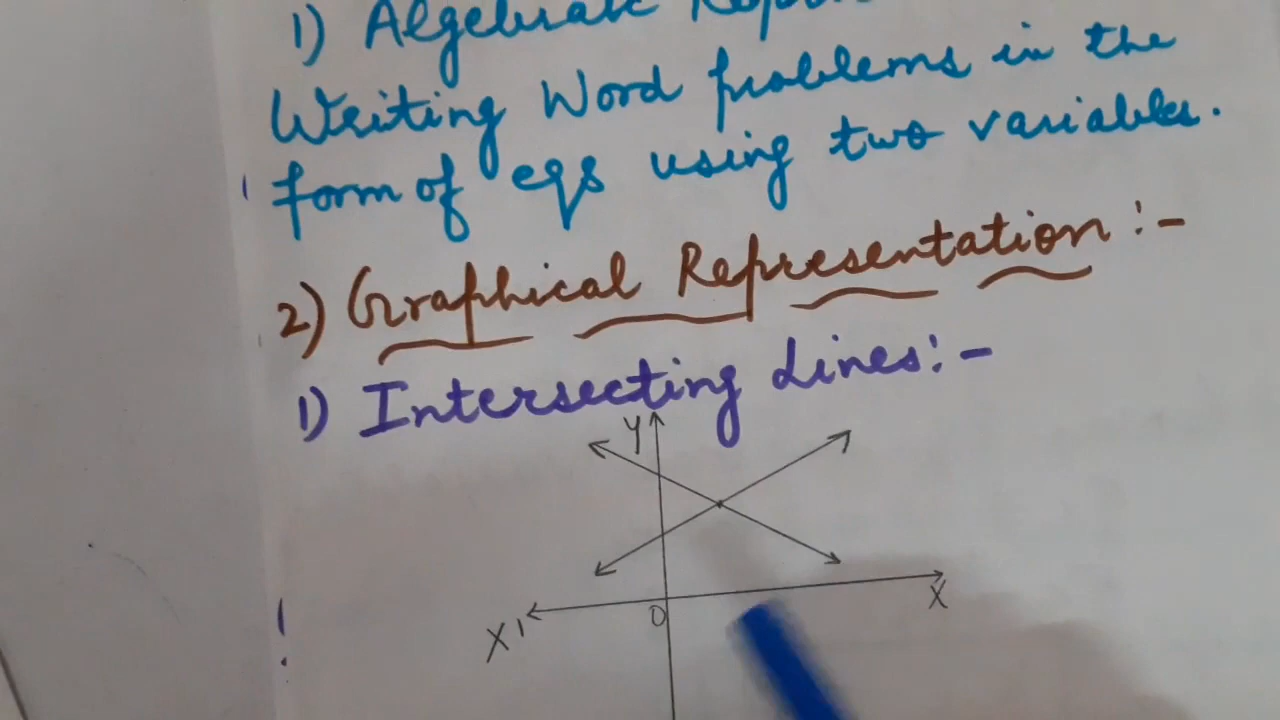 1) Algebraic
Writing Word problems in the
form of eqs using two variables.
2) Graphical Representation :-
1) Intersecting Lines:-
Y
X' O X